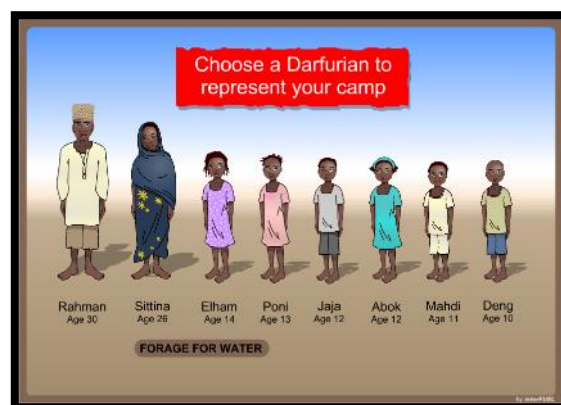 Choose a Darfurian to
represent your camp
Rahman
Age 30
Sittina
Age 26
Elham
Age 14
Poni
Age 13
Jaja
Age 12
Abok
Age 12
Mahdi
Age 11
Deng
Age 10
FORAGE FOR WATER